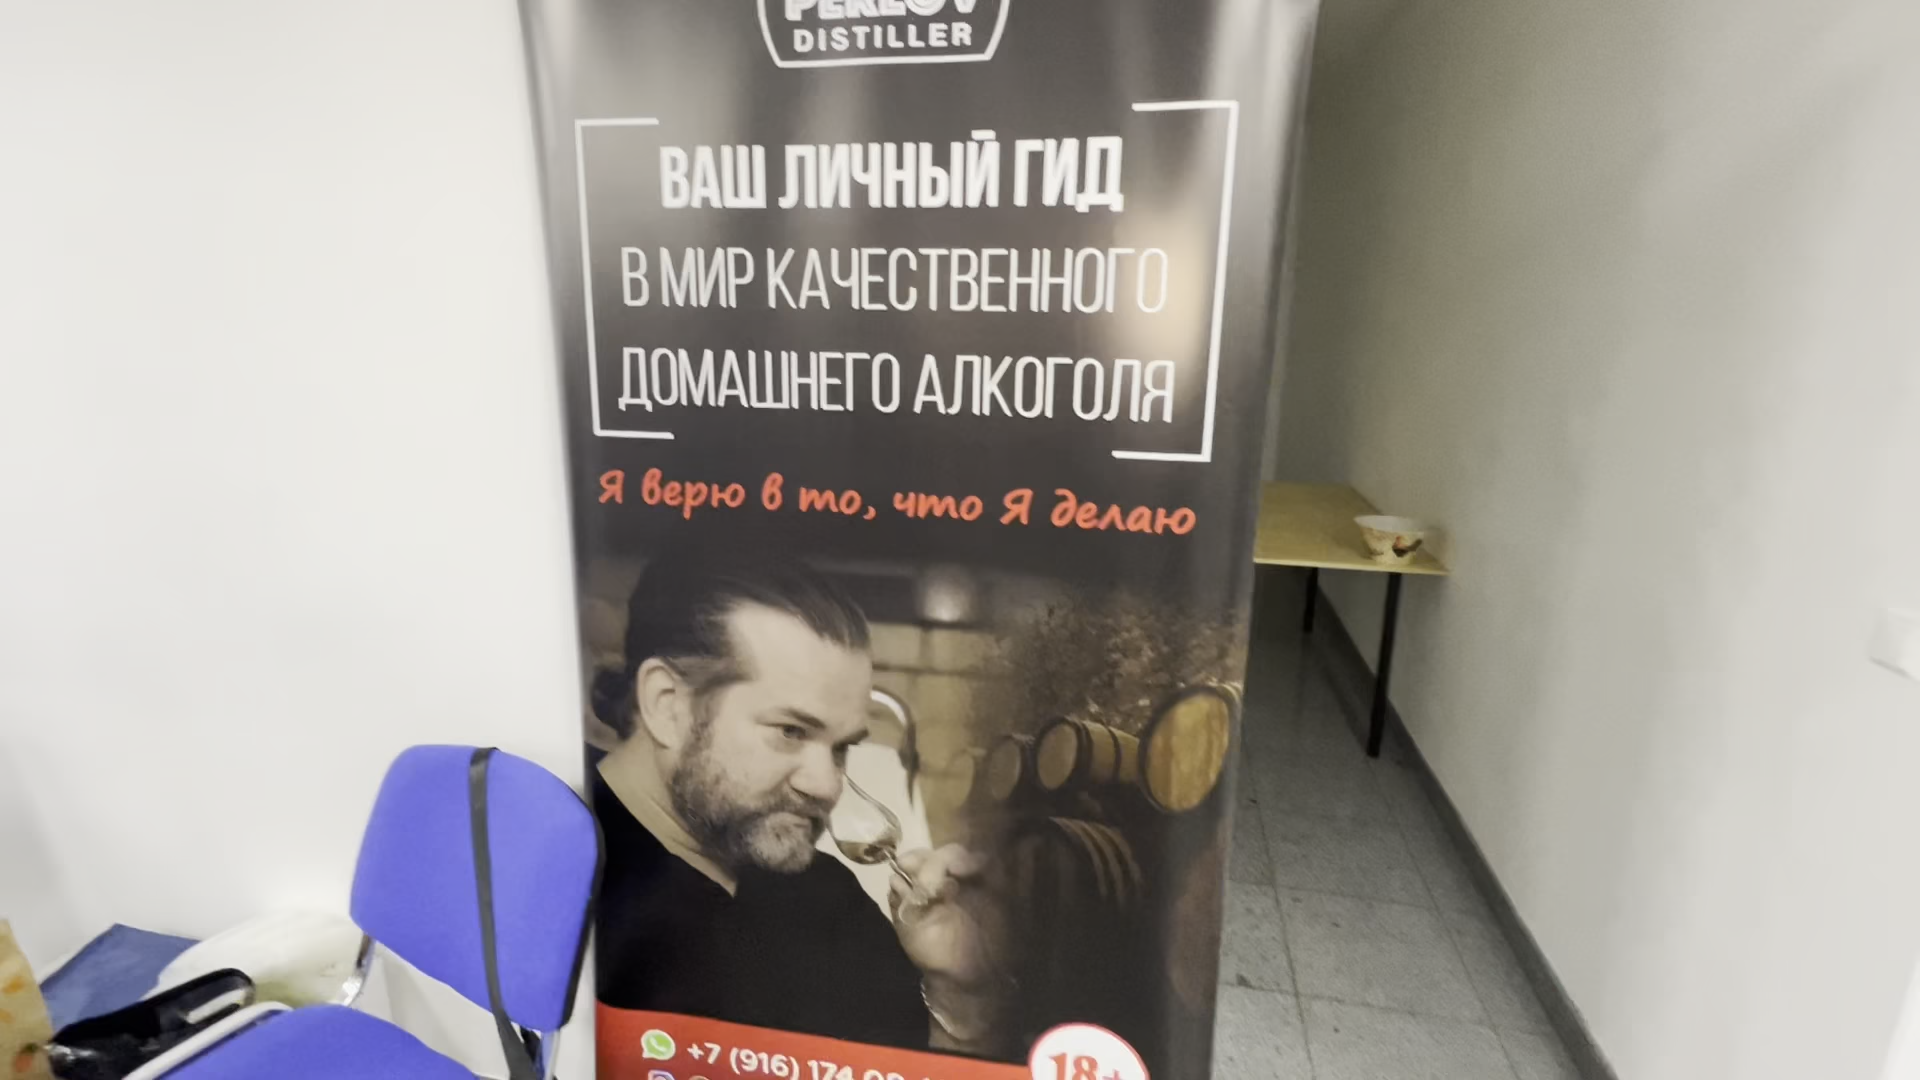 DISTILLER
ВАШ ЛИЧНЫЙ ГИД
В МИР КАЧЕСТВЕННОГО
ДОМАШНЕГО АЛКОГОЛЯ
Я верю в то, что Я делаю
+7 (916) 174
18+